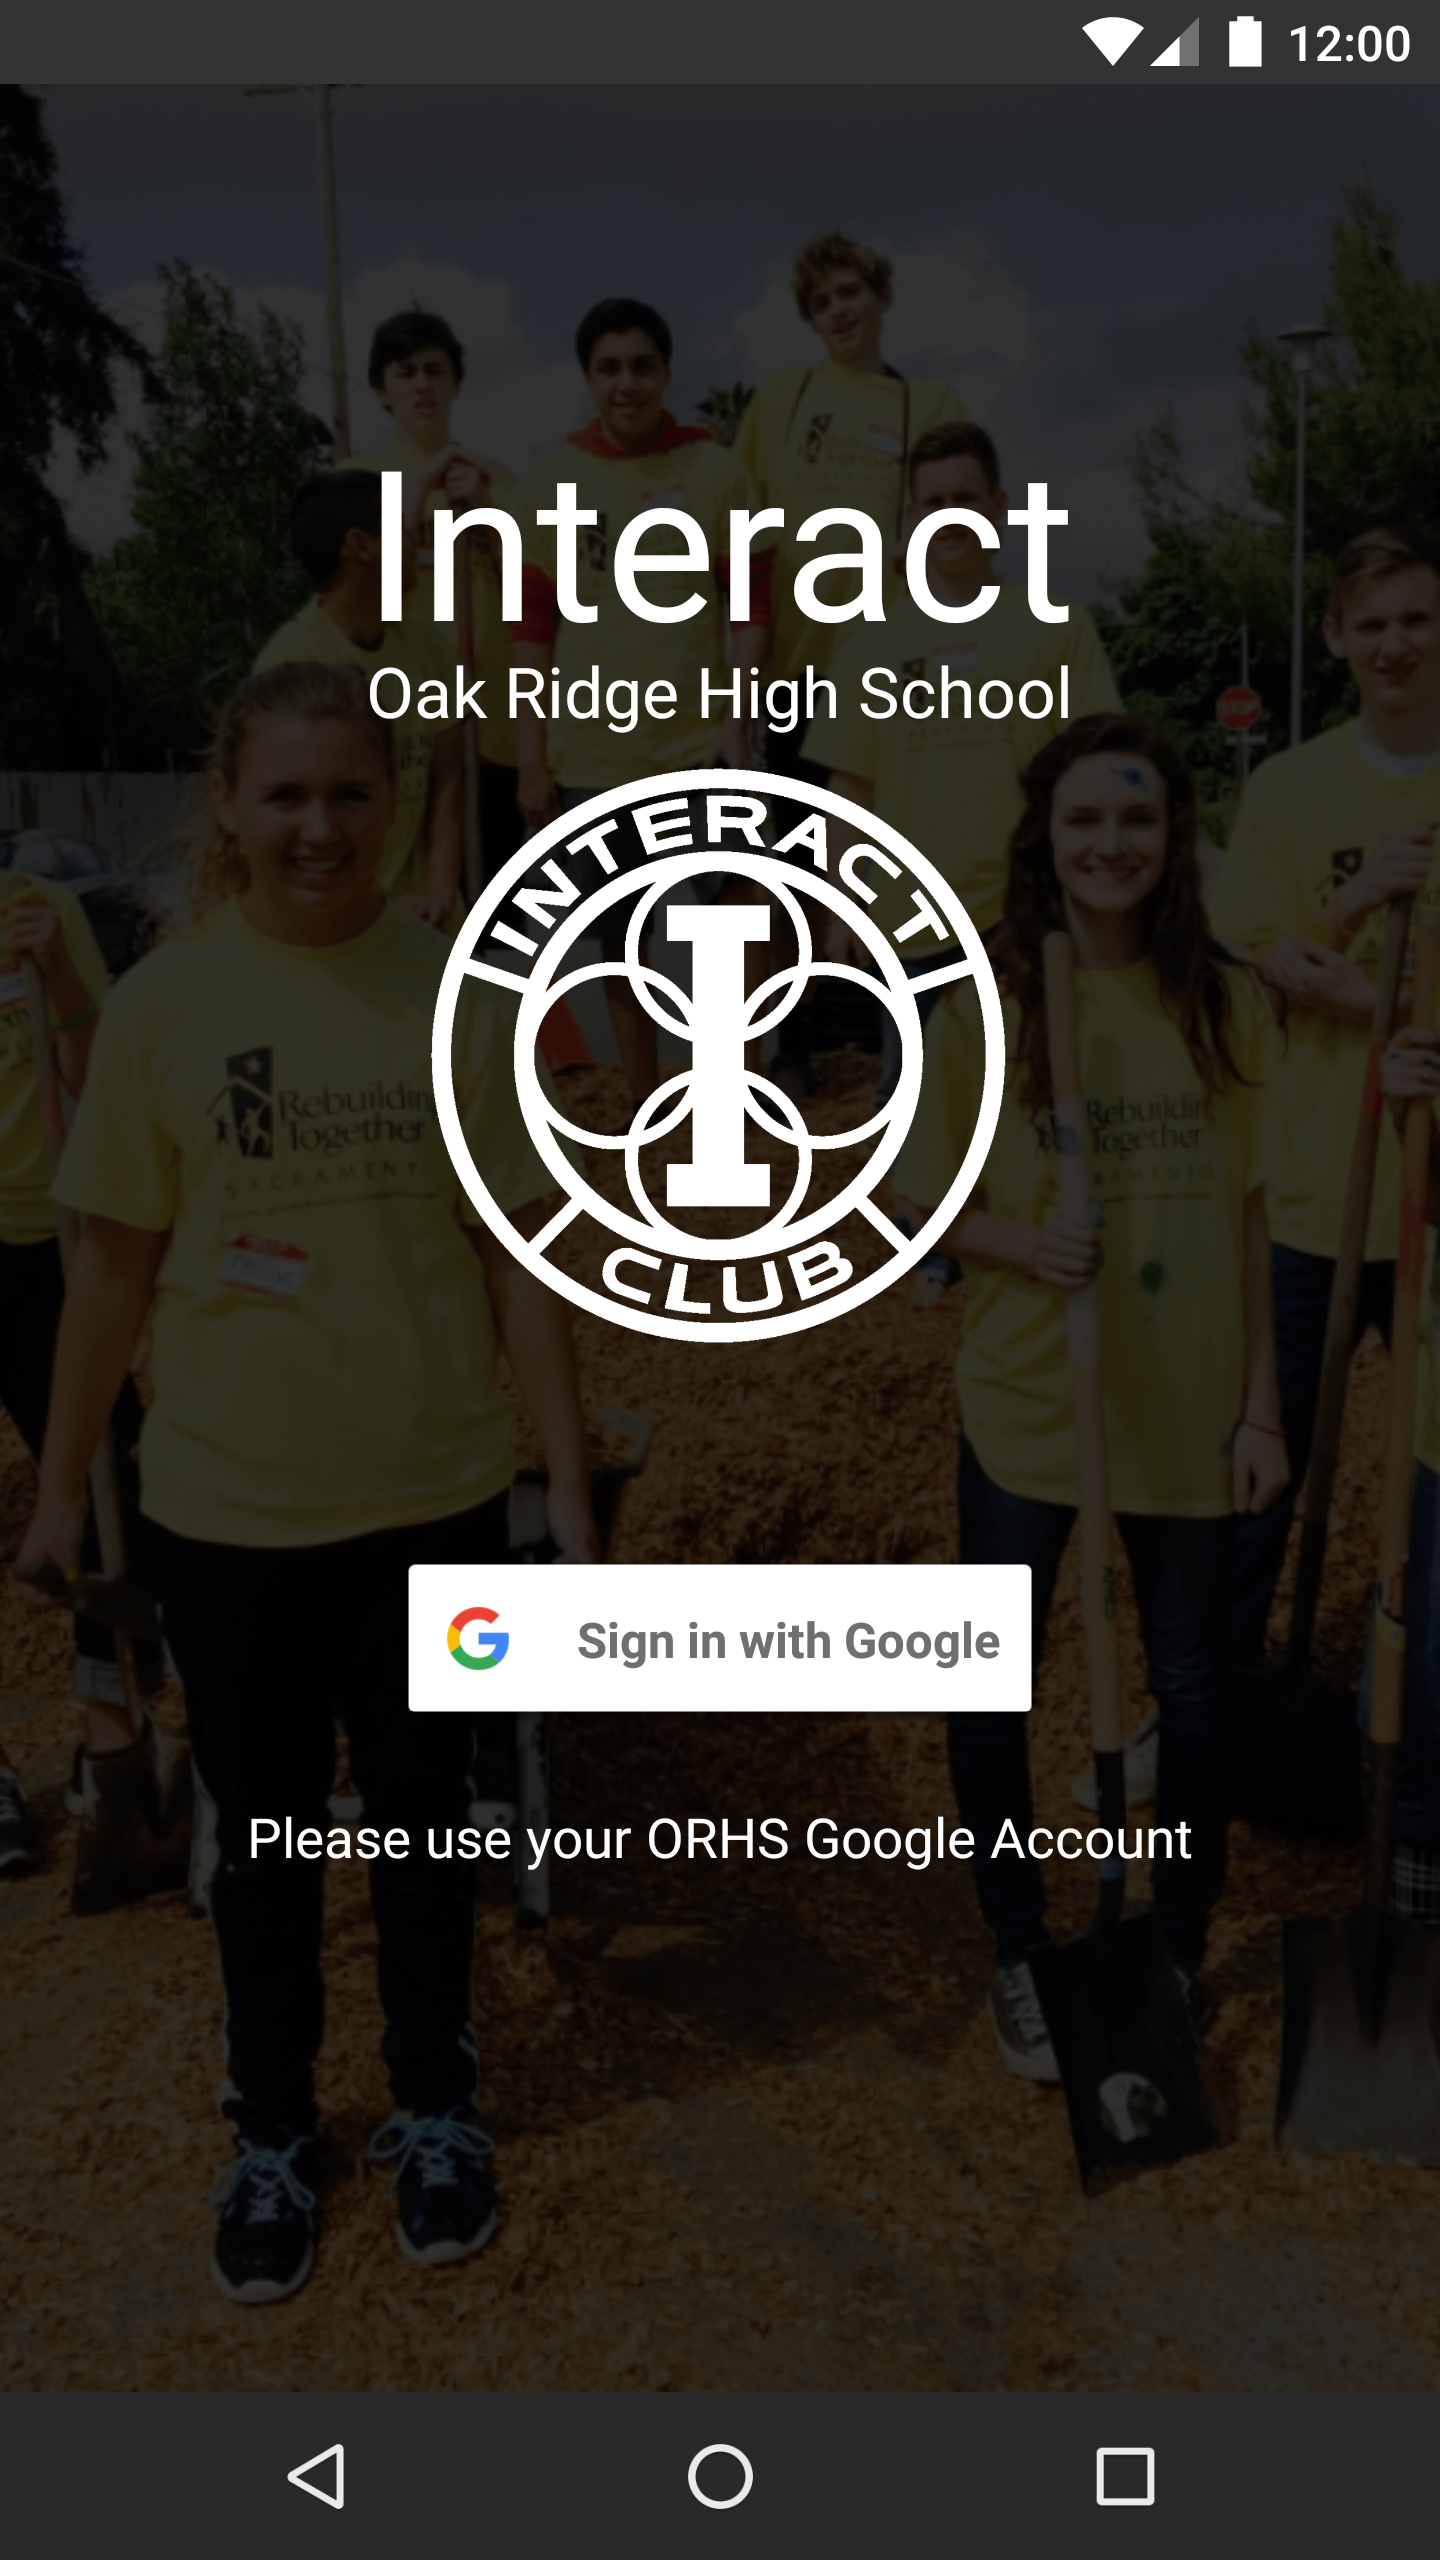 12:00
Interact
Oak Ridge High School
INTERACT
CLUB
Rebuilding
Together
SACRAMENTO
Rebuilding
Together
SACRAMENTO
STOP
Sign in with Google
Please use your ORHS Google Account